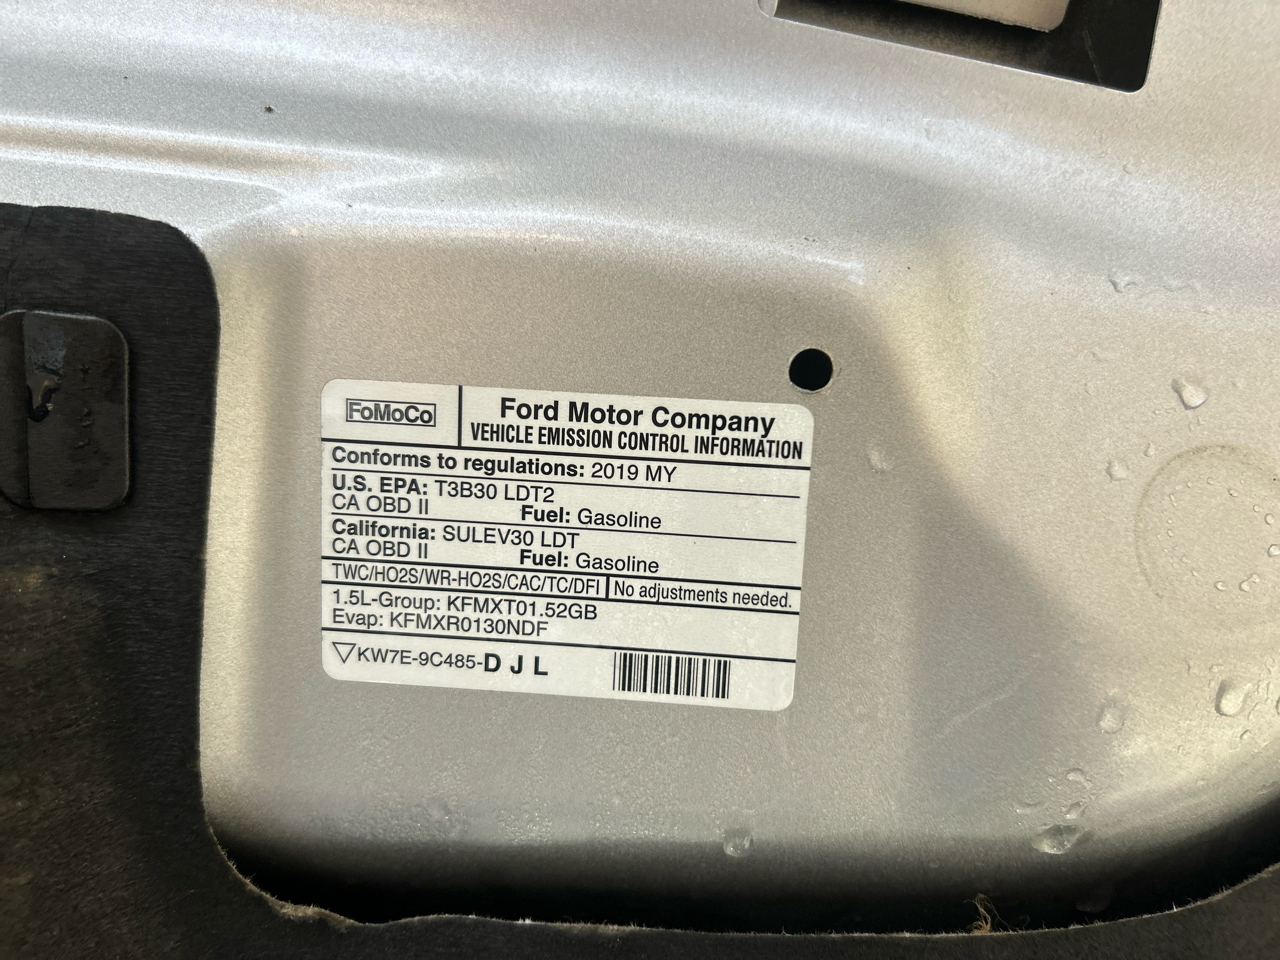 FoMoCo
Ford Motor Company
VEHICLE EMISSION CONTROL INFORMATION
Conforms to regulations: 2019 MY
U.S. EPA: T3B30 LDT2
CA OBD II Fuel: Gasoline
California: SULEV30 LDT
CA OBD II Fuel: Gasoline
TWC/HO2S/WR-HO2S/CAC/TC/DFI No adjustments needed.
1.5L-Group: KFMXT01.52GB
Evap: KFMXR0130NDF
KW7E-9C485-D J L